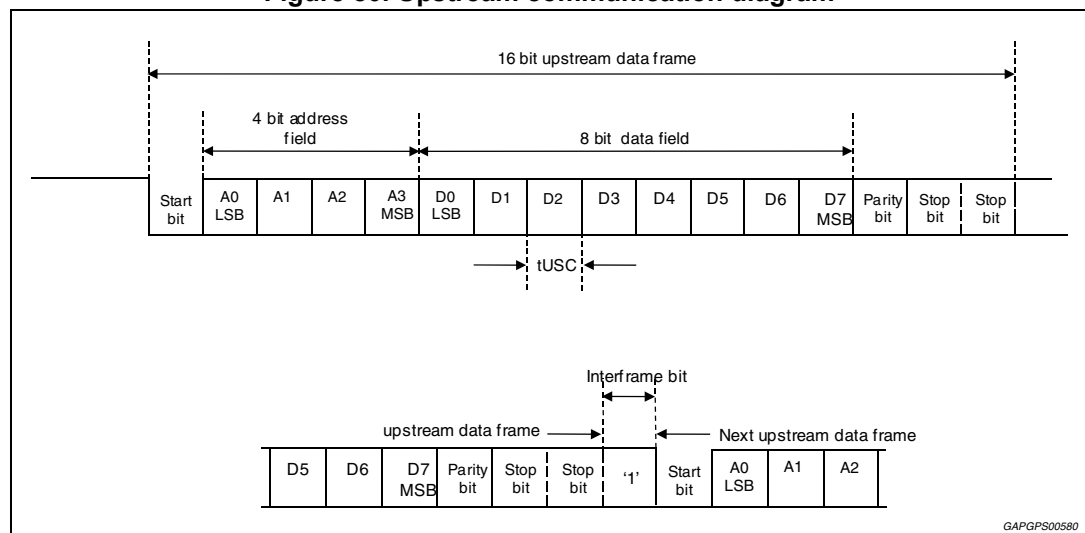 Figure 30. Upstream communication diagram
16 bit upstream data frame
4 bit address
field
8 bit data field
Start
bit
A0
LSB
A1
A2
A3
MSB
D0
LSB
D1
D2
D3
D4
D5
D6
D7
MSB
Parity
bit
Stop
bit
Stop
bit
tUSC
Interframe bit
upstream data frame
Next upstream data frame
D5
D6
D7
MSB
Parity
bit
Stop
bit
Stop
bit
‘1’
Start
bit
A0
LSB
A1
A2
GAPGPS00580